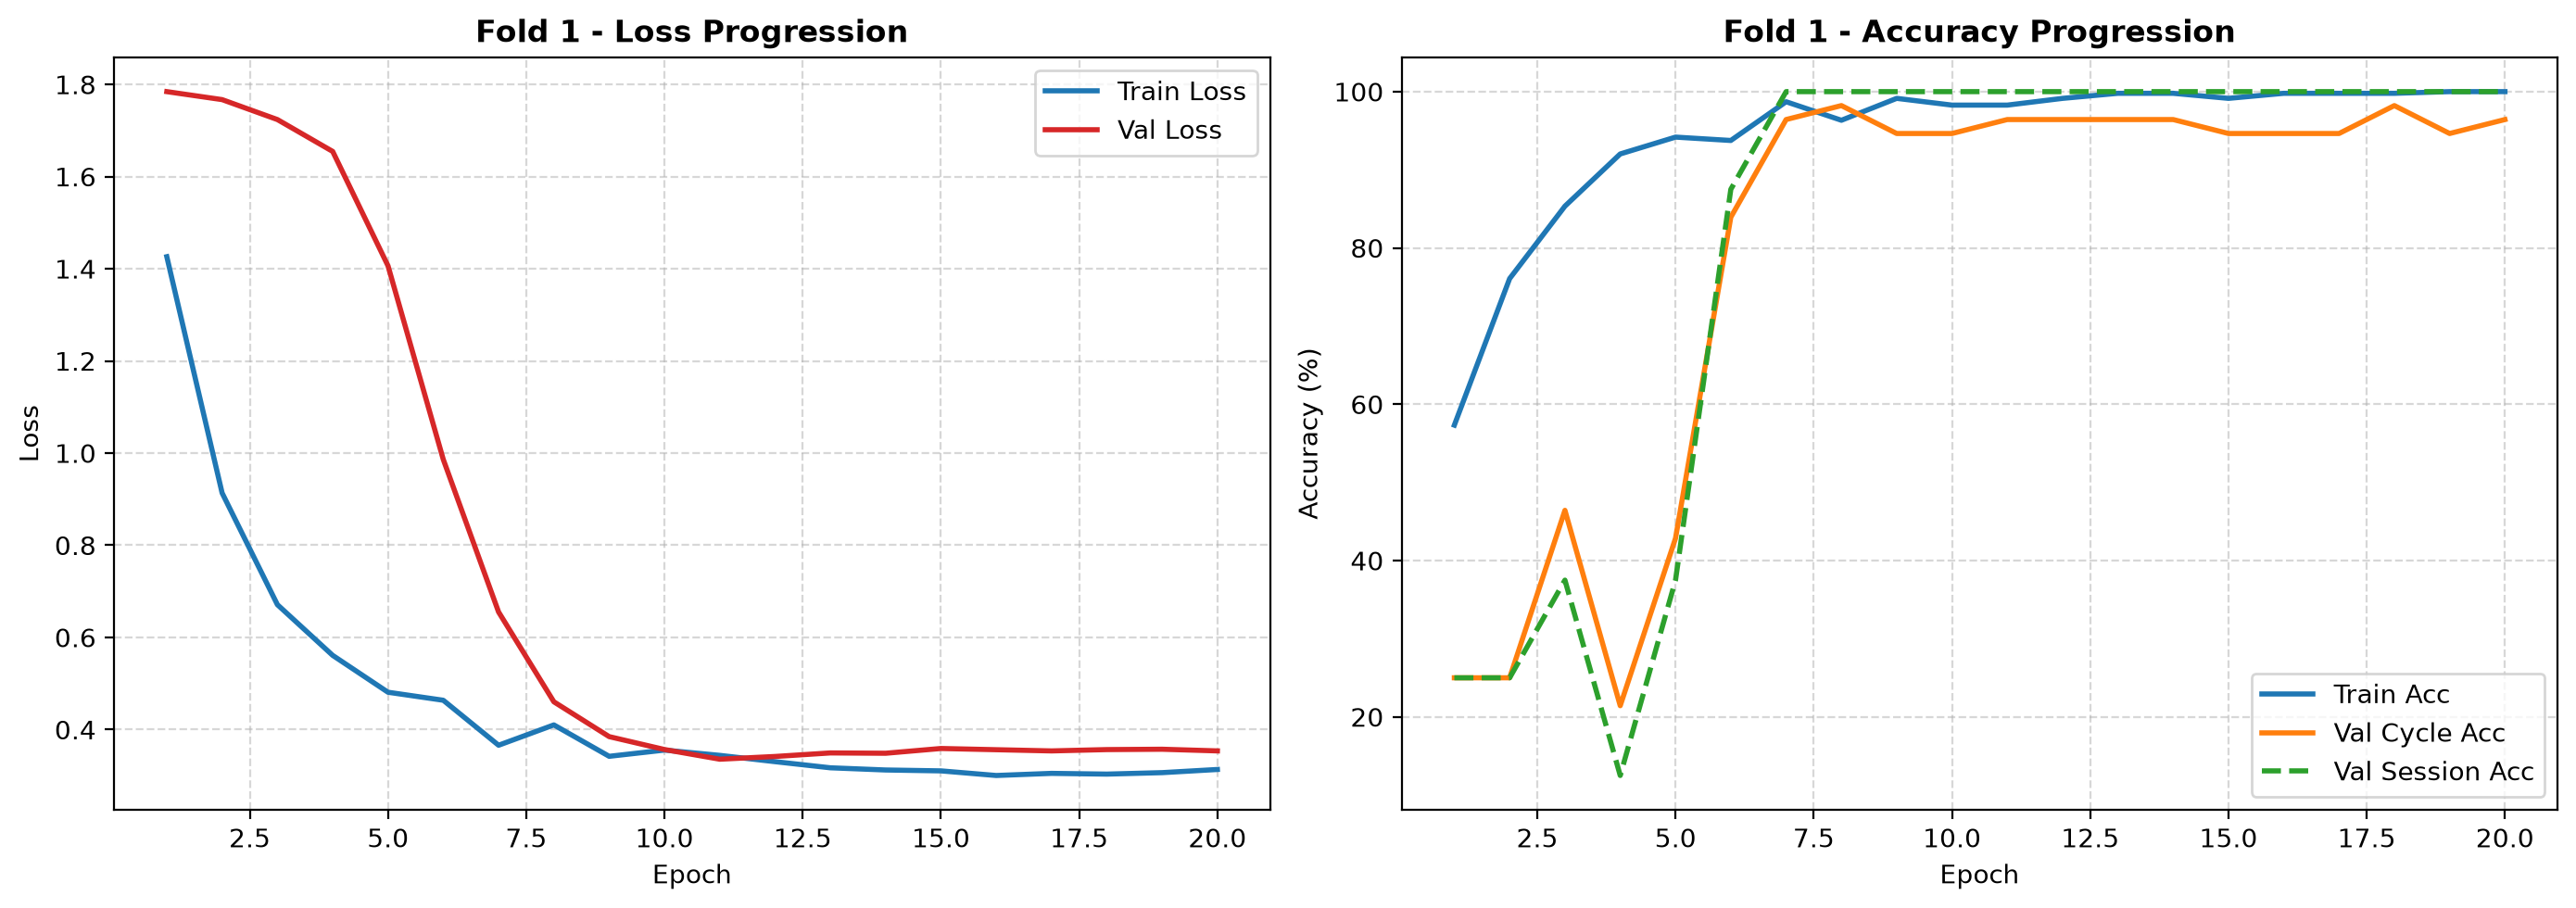 Fold 1 - Loss Progression
1.8
1.6
1.4
1.2
1.0
0.8
0.6
0.4
Loss
2.5 5.0 7.5 10.0 12.5 15.0 17.5 20.0
Epoch
Train Loss
Val Loss
Fold 1 - Accuracy Progression
100
80
60
40
20
Accuracy (%)
2.5 5.0 7.5 10.0 12.5 15.0 17.5 20.0
Epoch
Train Acc
Val Cycle Acc
Val Session Acc